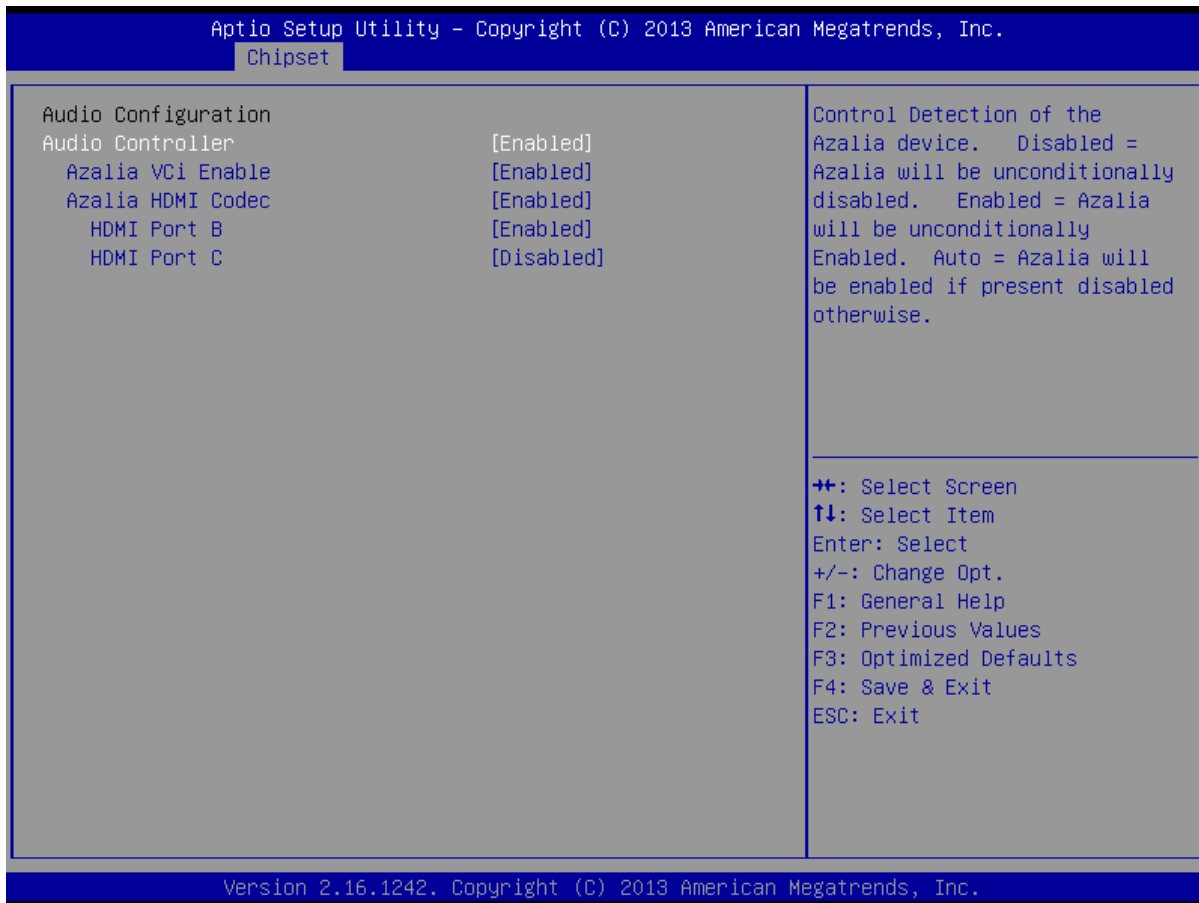 Aptio Setup Utility – Copyright (C) 2013 American Megatrends, Inc.
Chipset
Audio Configuration
Audio Controller [Enabled]
Azalia VCi Enable [Enabled]
Azalia HDMI Codec [Enabled]
HDMI Port B [Enabled]
HDMI Port C [Disabled]
Control Detection of the
Azalia device. Disabled =
Azalia will be unconditionally
disabled. Enabled = Azalia
will be unconditionally
Enabled. Auto = Azalia will
be enabled if present disabled
otherwise.
→←: Select Screen
↑↓: Select Item
Enter: Select
+/-: Change Opt.
F1: General Help
F2: Previous Values
F3: Optimized Defaults
F4: Save & Exit
ESC: Exit
Version 2.16.1242. Copyright (C) 2013 American Megatrends, Inc.